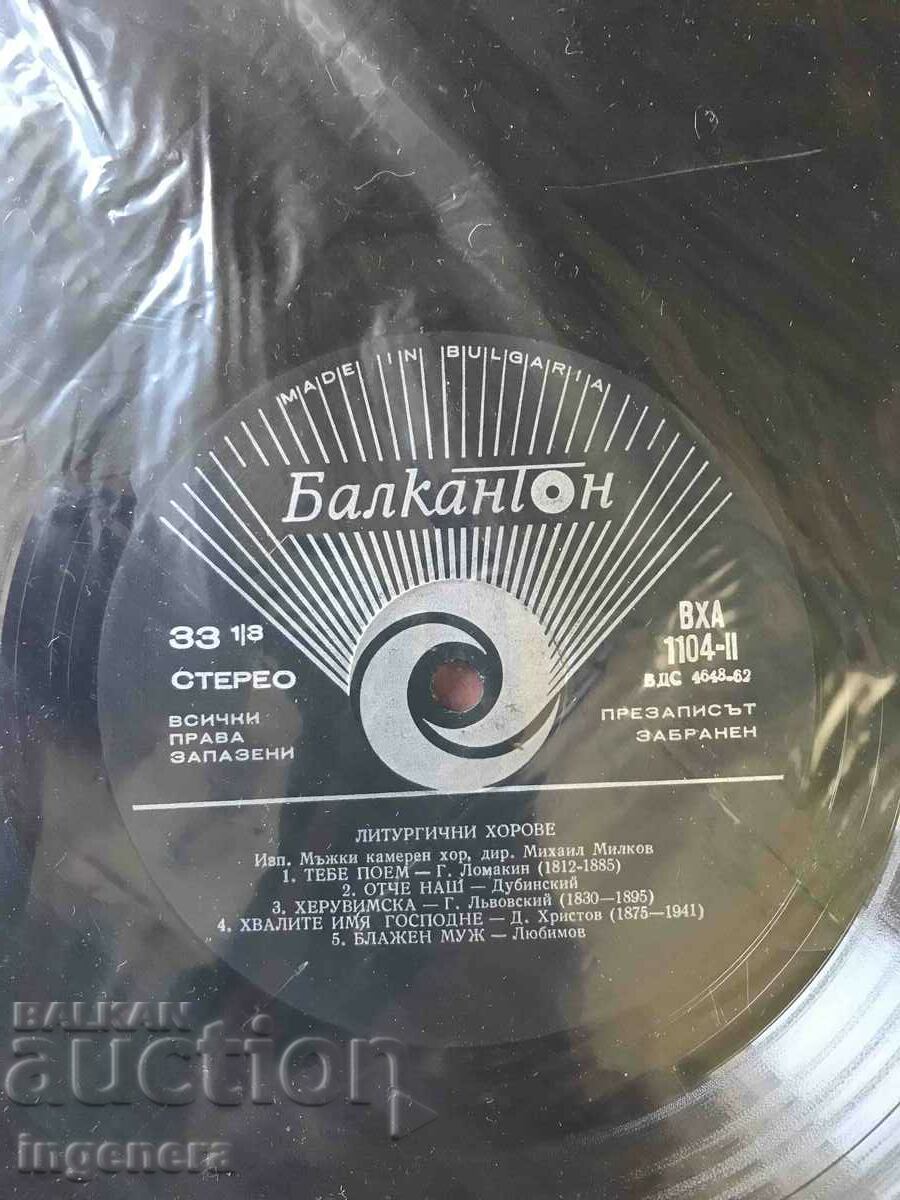 MADE IN BULGARIA
Балкантон
33 1/3
СТЕРЕО
ВСИЧКИ
ПРАВА
ЗАПАЗЕНИ
ВХА
1104-II
БДС 4648-62
ПРЕЗАПИСЪТ
ЗАБРАНЕН
ЛИТУРГИЧНИ ХОРОВЕ
Изп. Мъжки камерен хор, дир. Михаил Милков
1. ТЕБЕ ПОЕМ — Г. Ломакин (1812-1885)
2. ОТЧЕ НАШ — Дубинский
3. ХЕРУВИМСКА — Г. Львовский (1830—1895)
4. ХВАЛИТЕ ИМЯ ГОСПОДНЕ — Д. Христов (1875—1941)
5. БЛАЖЕН МУЖ — Любимов
BALKAN
auction
ingenera